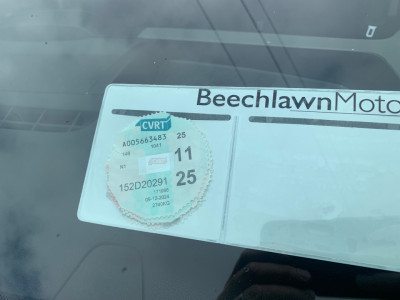 BeechlawnMoto
CVRT
A005663483 25
11
152D20291 25